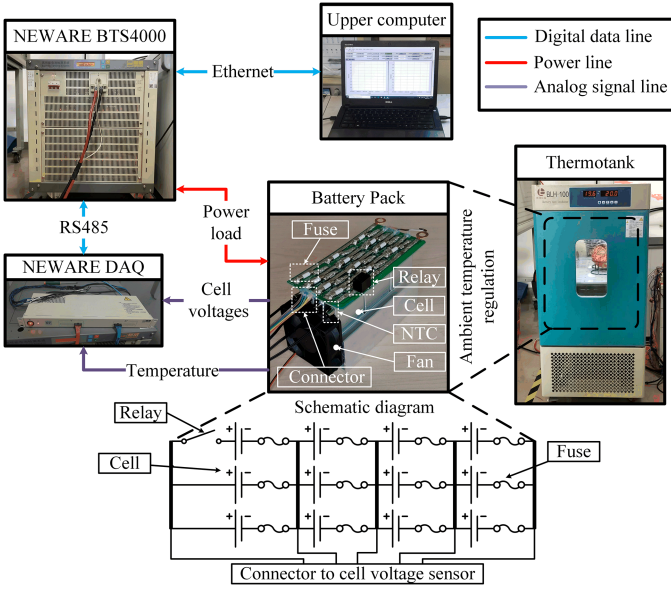 NEWARE BTS4000
Upper computer
Digital data line
Power line
Analog signal line
Ethernet
RS485
Power
load
Battery Pack
Thermotank
Fuse
Relay
Cell
NTC
Fan
Connector
NEWARE DAQ
Cell
voltages
Temperature
Ambient temperature
regulation
BLH-100
Schematic diagram
Relay
Cell
Fuse
+ − + − + − + −
+ − + − + − + −
+ − + − + − + −
Connector to cell voltage sensor